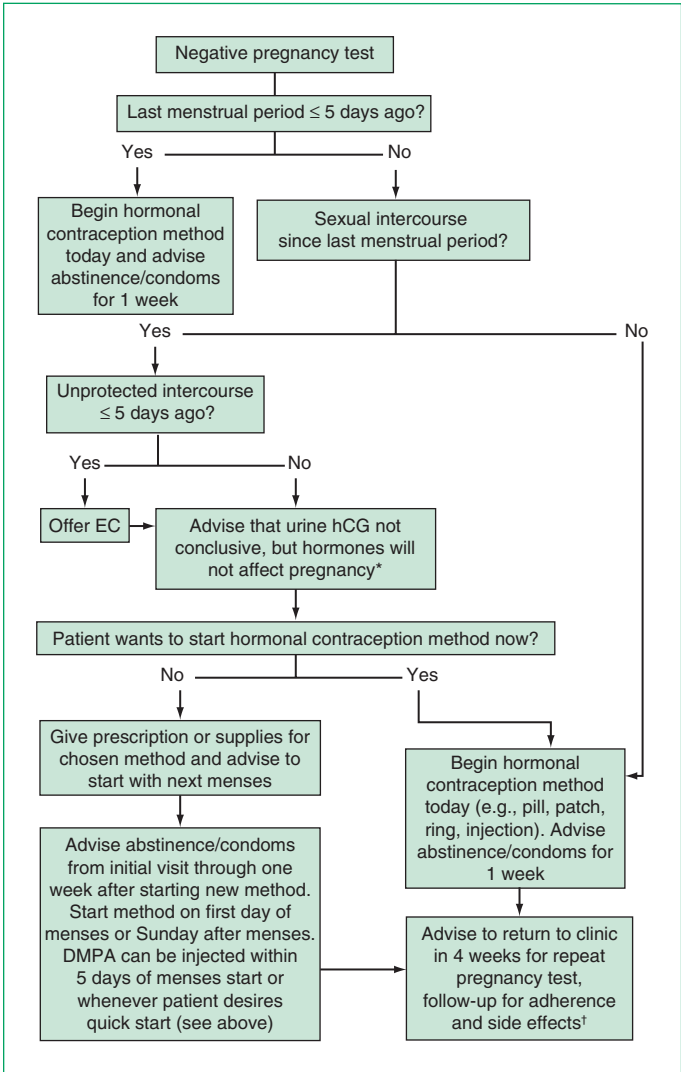 Negative pregnancy test
Last menstrual period ≤ 5 days ago?
Yes
No
Begin hormonal
contraception method
today and advise
abstinence/condoms
for 1 week
Sexual intercourse
since last menstrual period?
Yes
No
Unprotected intercourse
≤ 5 days ago?
Yes
No
Offer EC
Advise that urine hCG not
conclusive, but hormones will
not affect pregnancy*
Patient wants to start hormonal contraception method now?
No
Yes
Give prescription or supplies for
chosen method and advise to
start with next menses
Begin hormonal
contraception method
today (e.g., pill, patch,
ring, injection). Advise
abstinence/condoms for
1 week
Advise abstinence/condoms
from initial visit through one
week after starting new method.
Start method on first day of
menses or Sunday after menses.
DMPA can be injected within
5 days of menses start or
whenever patient desires
quick start (see above)
Advise to return to clinic
in 4 weeks for repeat
pregnancy test,
follow-up for adherence
and side effects†